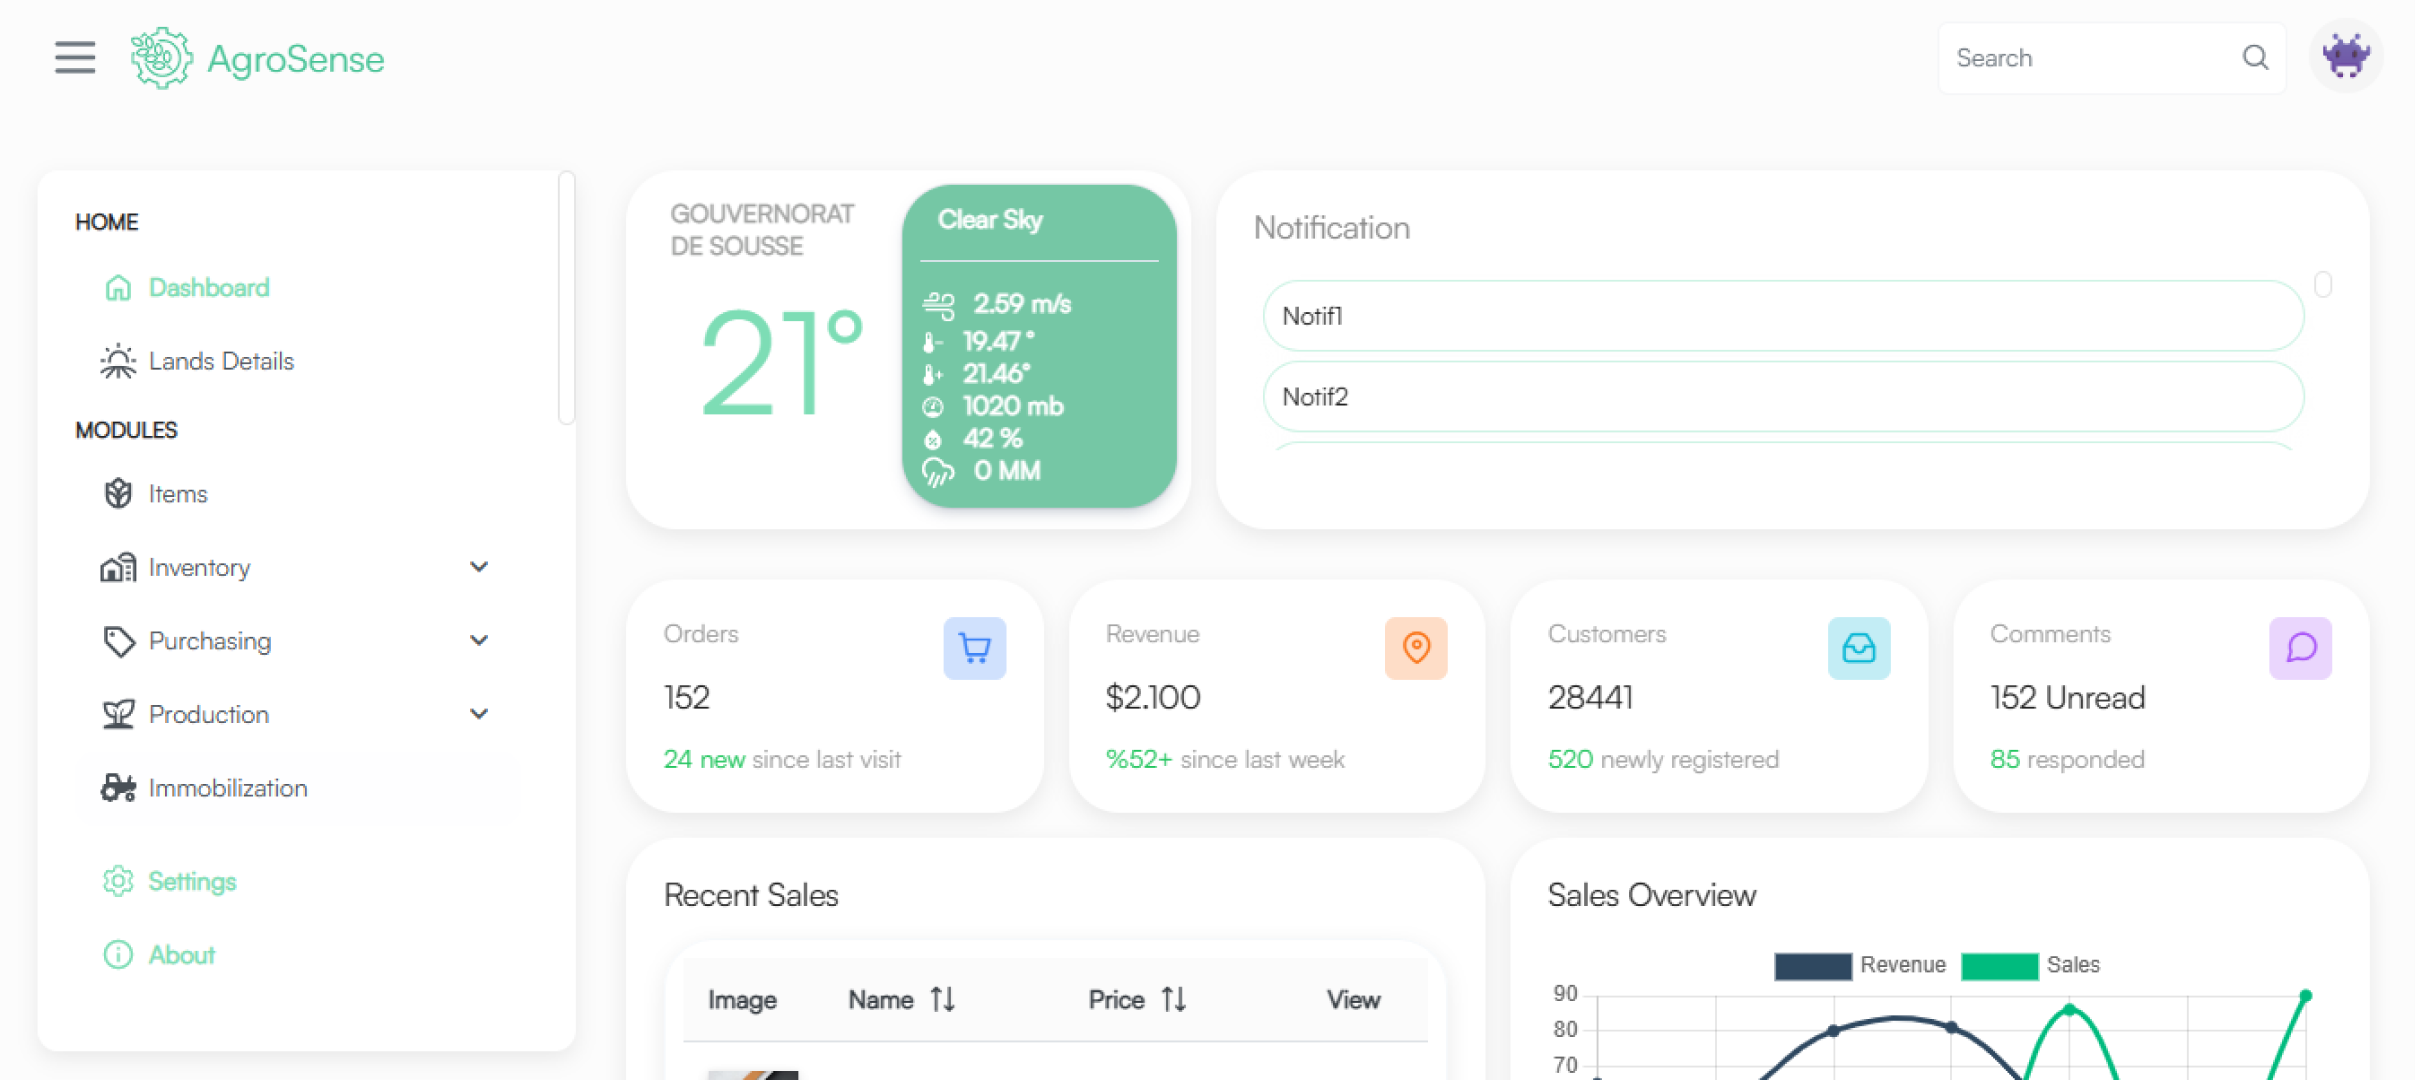 AgroSense
Search
HOME
Dashboard
Lands Details
MODULES
Items
Inventory
Purchasing
Production
Immobilization
Settings
About
GOUVERNORAT
DE SOUSSE
21°
Clear Sky
2.59 m/s
19.47 °
21.46°
1020 mb
42 %
0 MM
Notification
Notif1
Notif2
Orders
152
24 new since last visit
Revenue
$2.100
%52+ since last week
Customers
28441
520 newly registered
Comments
152 Unread
85 responded
Recent Sales
Image Name Price View
Sales Overview
Revenue Sales
90
80
70